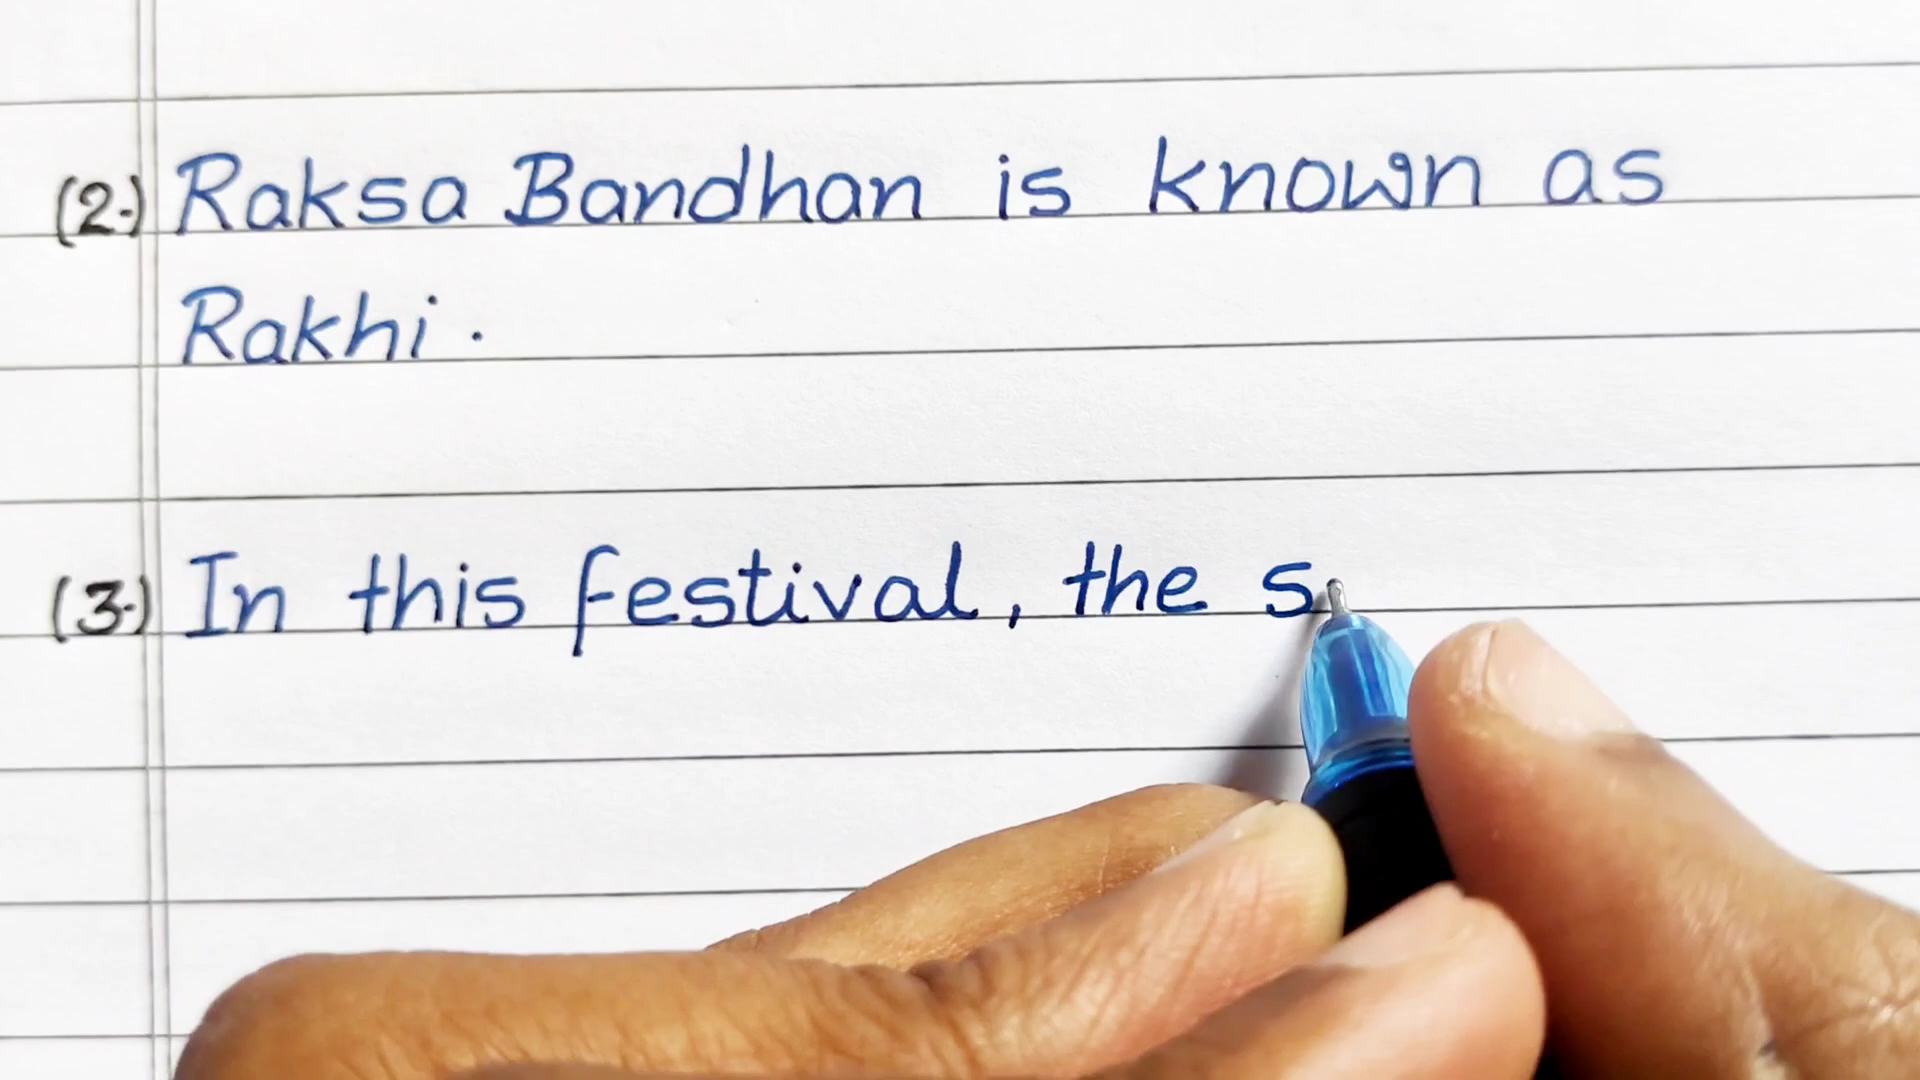 (2.) Raksa Bandhan is known as
Rakhi.
(3.) In this festival, the s